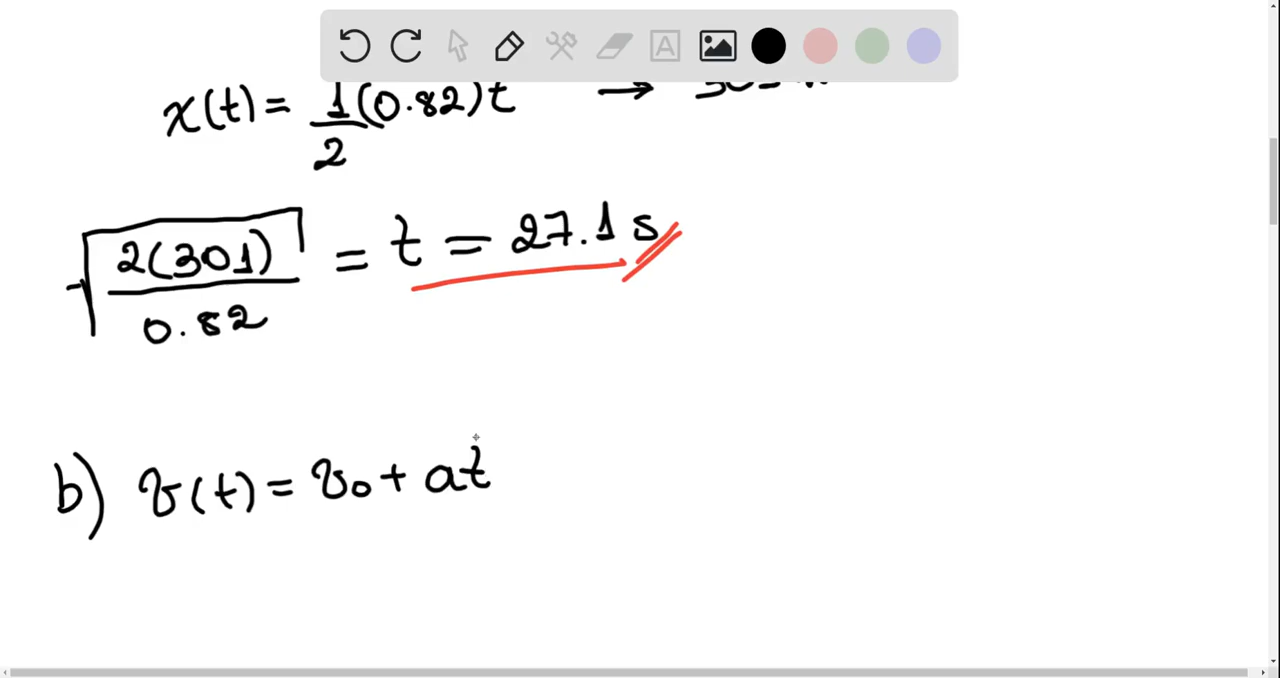 x(t) = 1/2 (0.82) t →
√(2(301)/0.82) = t = 27.1 s
b) v(t) = v₀ + at